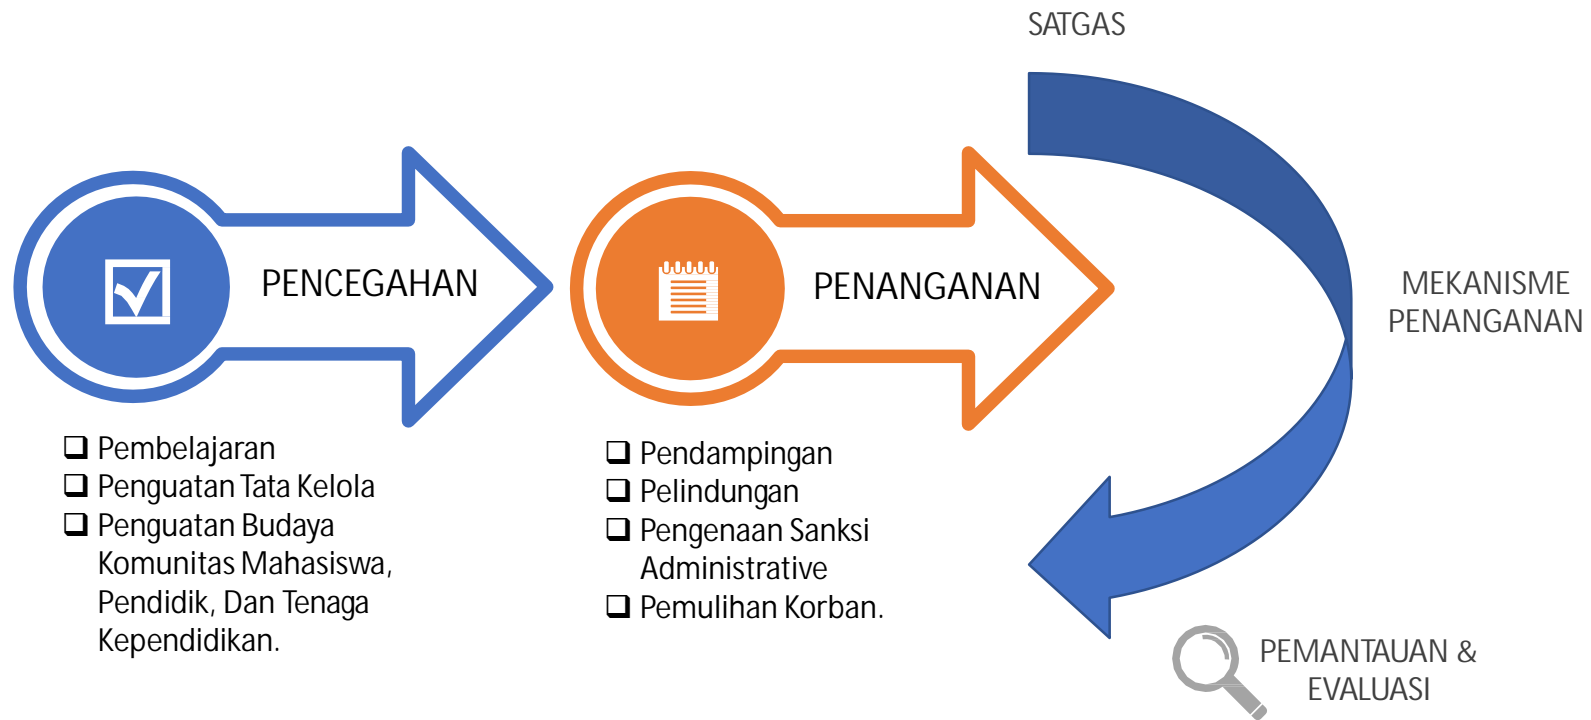 SATGAS
PENCEGAHAN
PENANGANAN
MEKANISME
PENANGANAN
Pembelajaran
Penguatan Tata Kelola
Penguatan Budaya
Komunitas Mahasiswa,
Pendidik, Dan Tenaga
Kependidikan.
Pendampingan
Pelindungan
Pengenaan Sanksi
Administrative
Pemulihan Korban.
PEMANTAUAN &
EVALUASI